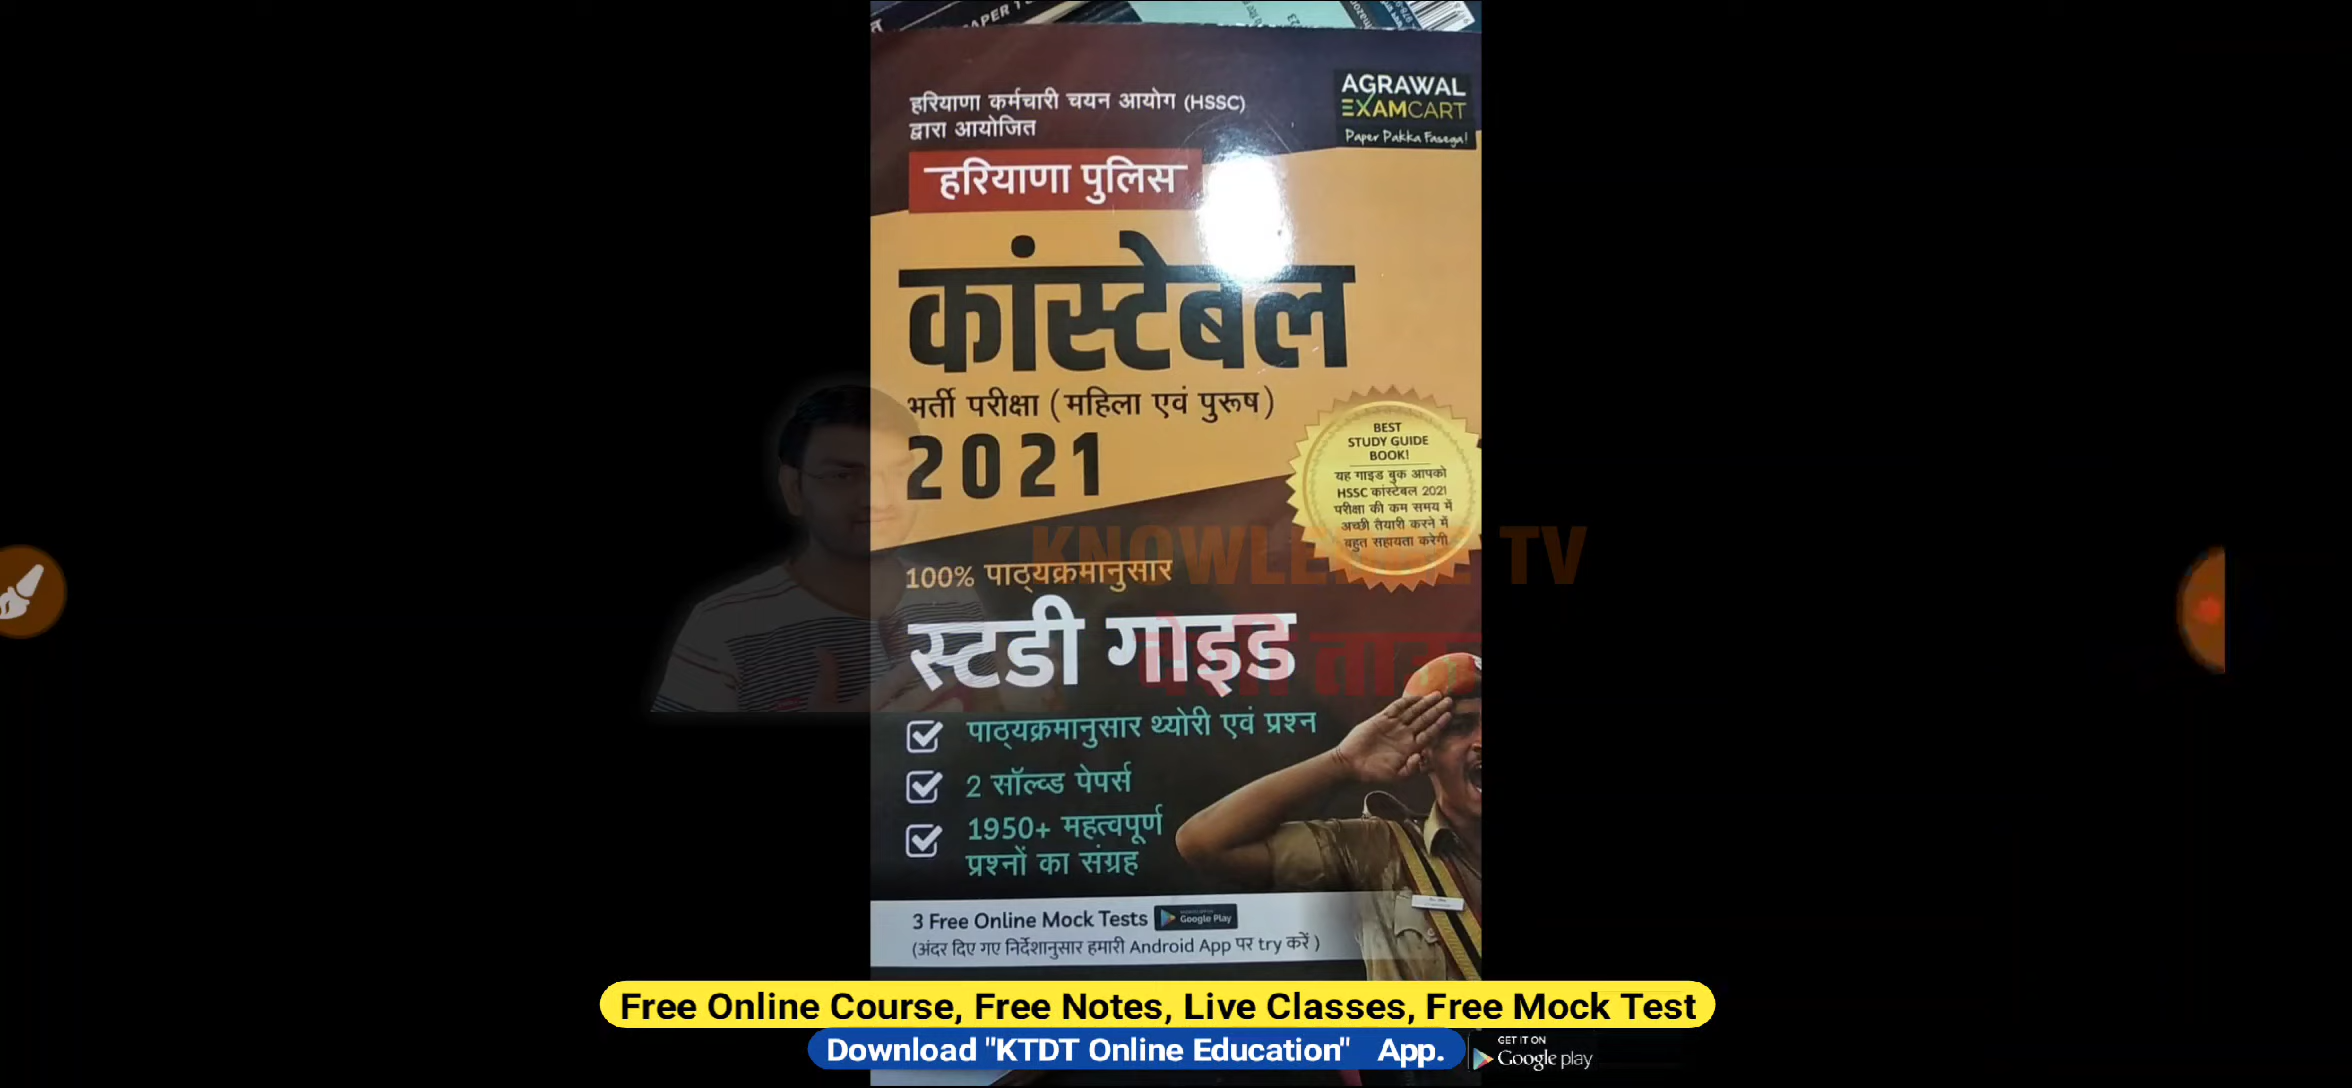 APER
AGRAWAL
EXAMCART
Paper Pakka Fasega!
हरियाणा कर्मचारी चयन आयोग (HSSC)
द्वारा आयोजित
हरियाणा पुलिस
कांस्टेबल
भर्ती परीक्षा (महिला एवं पुरूष)
2021
BEST
STUDY GUIDE
BOOK!
यह गाइड बुक आपको
HSSC कांस्टेबल 2021
परीक्षा की कम समय में
अच्छी तैयारी करने में
बहुत सहायता करेगी
KNOWLEDGE TV
100% पाठ्यक्रमानुसार
देशी ताऊ
स्टडी गाइड
पाठ्यक्रमानुसार थ्योरी एवं प्रश्न
2 सॉल्व्ड पेपर्स
1950+ महत्वपूर्ण
प्रश्नों का संग्रह
3 Free Online Mock Tests Google Play
(अंदर दिए गए निर्देशानुसार हमारी Android App पर try करें )
Free Online Course, Free Notes, Live Classes, Free Mock Test
Download "KTDT Online Education" App.
GET IT ON
Google play